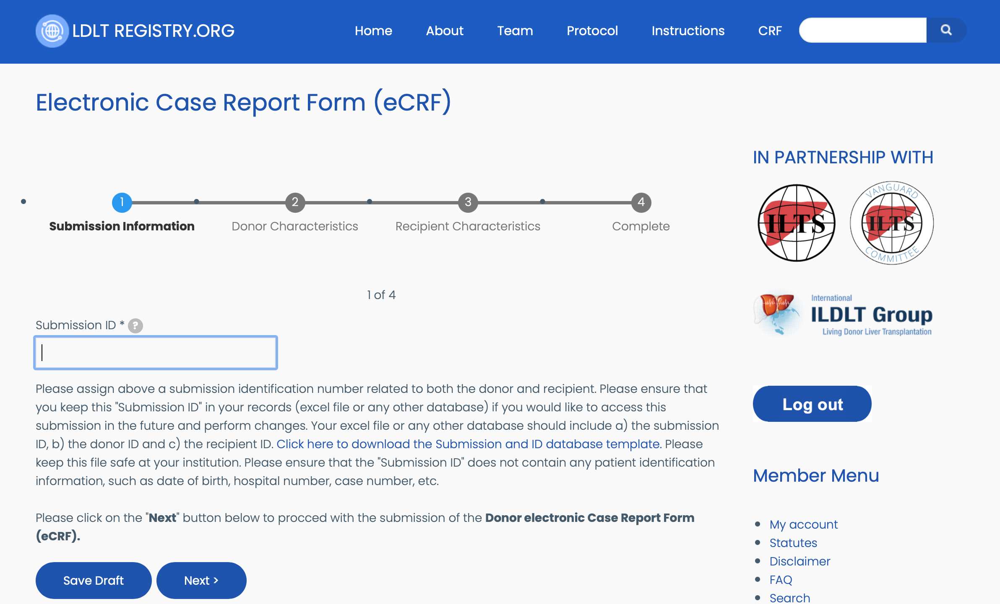 LDLT REGISTRY.ORG
Home About Team Protocol Instructions CRF
Electronic Case Report Form (eCRF)
1 2 3 4
Submission Information Donor Characteristics Recipient Characteristics Complete
1 of 4
Submission ID * ?
Please assign above a submission identification number related to both the donor and recipient. Please ensure that
you keep this "Submission ID" in your records (excel file or any other database) if you would like to access this
submission in the future and perform changes. Your excel file or any other database should include a) the submission
ID, b) the donor ID and c) the recipient ID. Click here to download the Submission and ID database template. Please
keep this file safe at your institution. Please ensure that the "Submission ID" does not contain any patient identification
information, such as date of birth, hospital number, case number, etc.
Please click on the "Next" button below to procced with the submission of the Donor electronic Case Report Form
(eCRF).
Save Draft Next >
IN PARTNERSHIP WITH
ILTS
VANGUARD
ILTS
COMMITTEE
International
ILDLT Group
Living Donor Liver Transplantation
Log out
Member Menu
My account
Statutes
Disclaimer
FAQ
Search